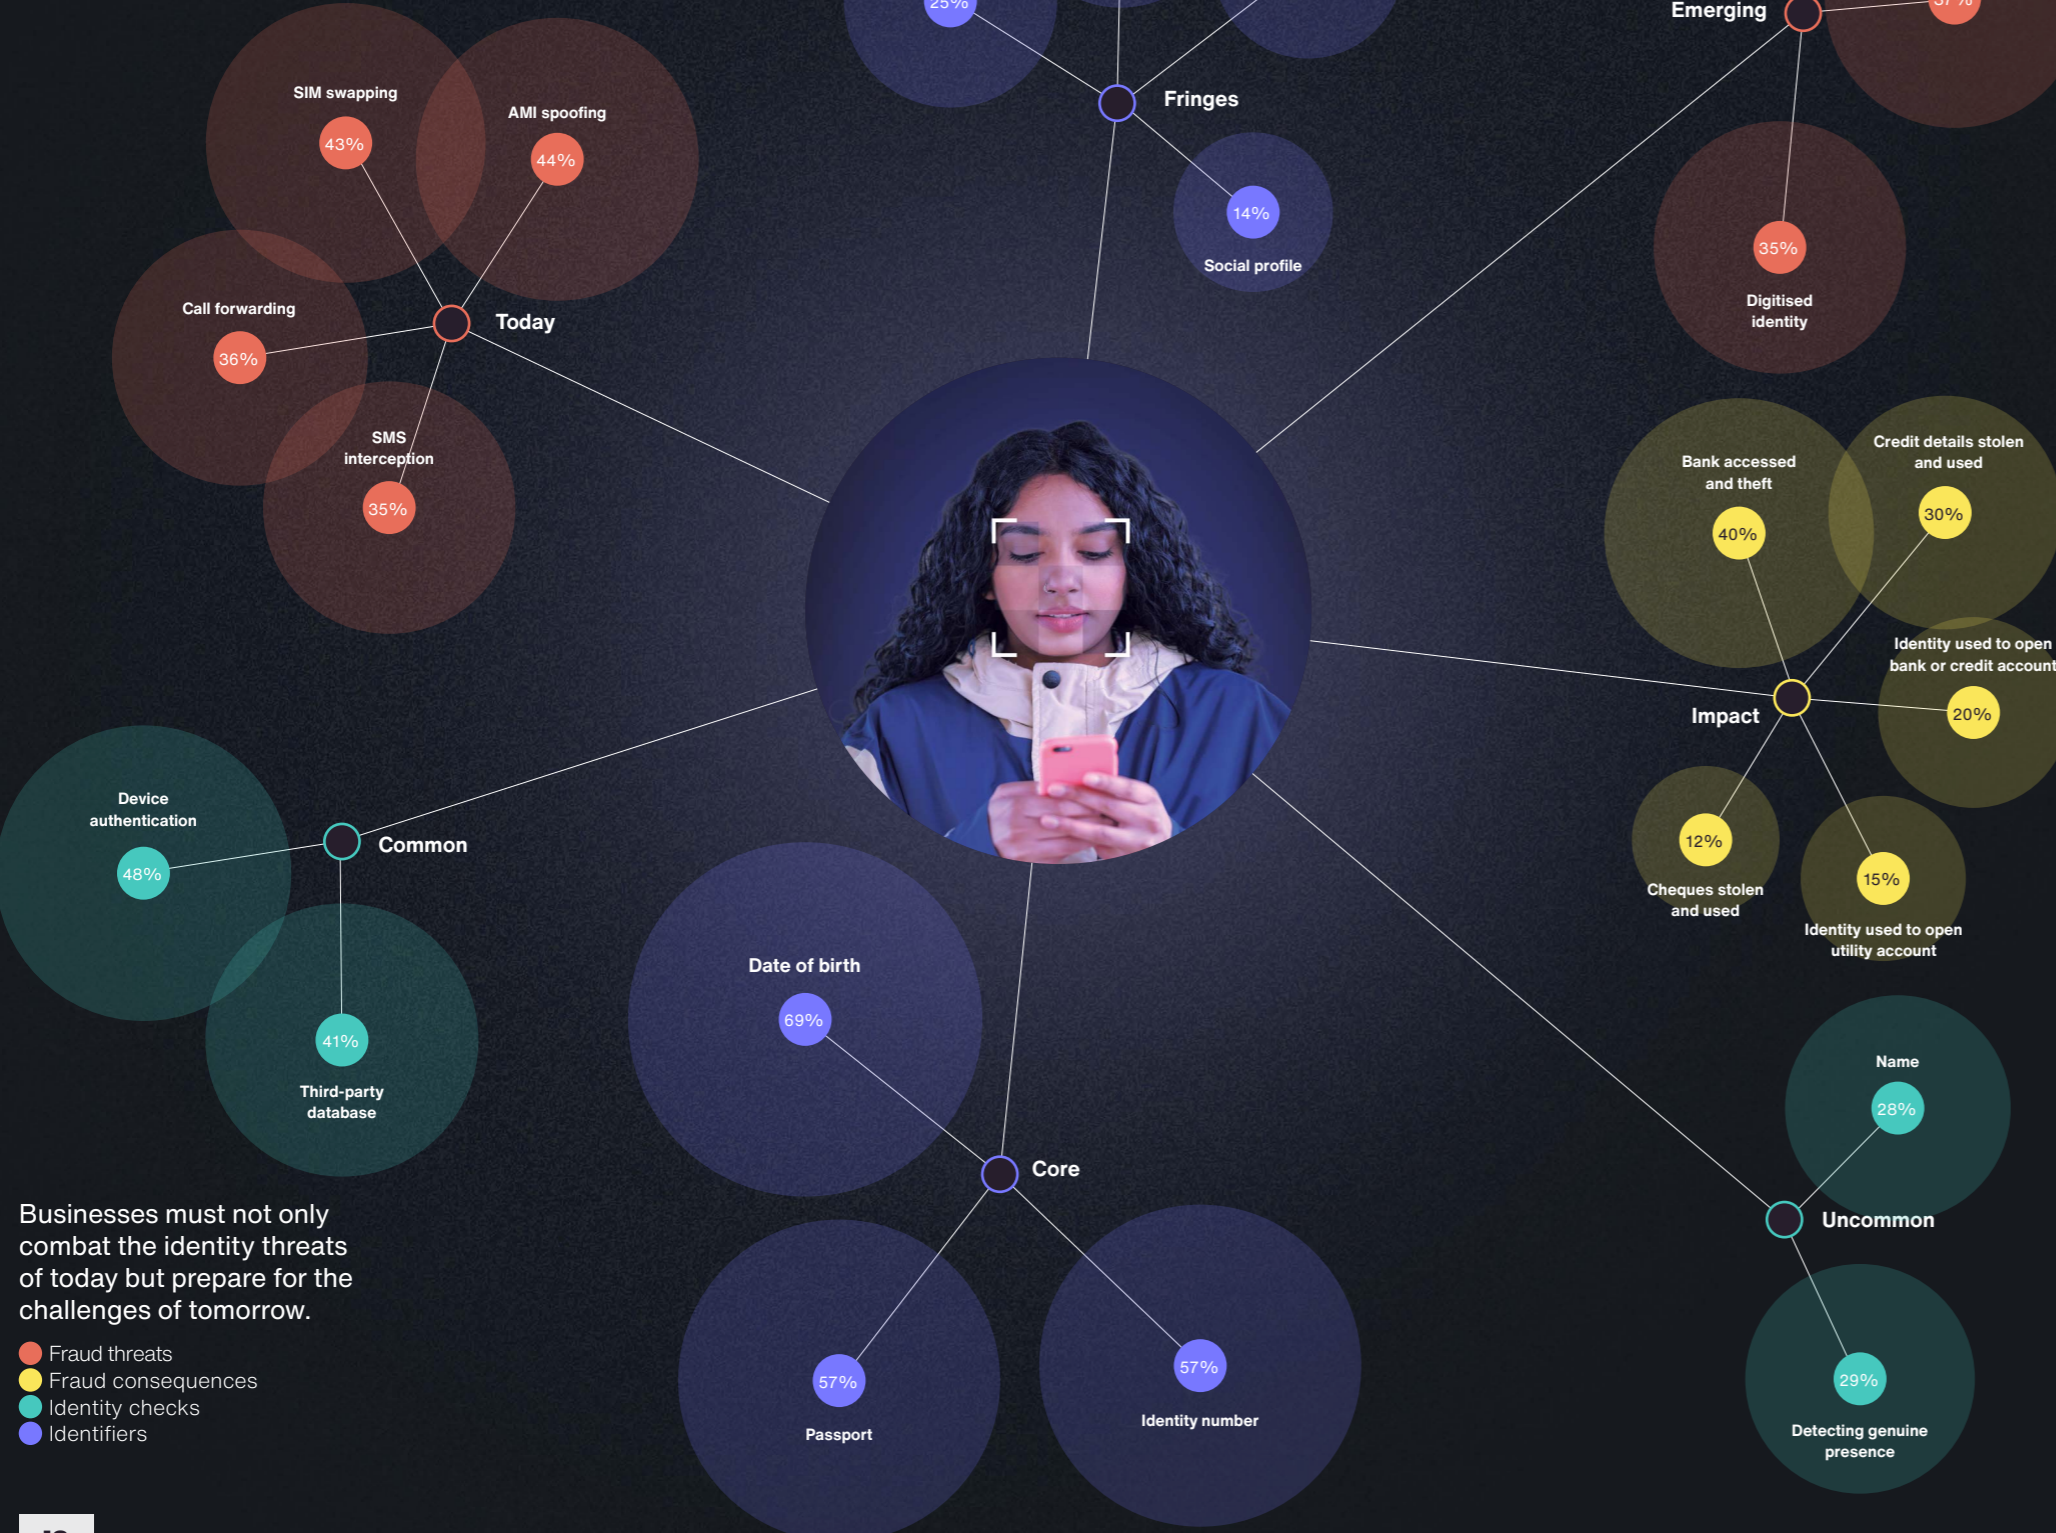 25%
Emerging
37%
SIM swapping
43%
AMI spoofing
44%
Fringes
14%
Social profile
35%
Digitised
identity
Call forwarding
36%
Today
SMS
interception
35%
Bank accessed
and theft
40%
Credit details stolen
and used
30%
Identity used to open
bank or credit account
20%
Impact
12%
Cheques stolen
and used
15%
Identity used to open
utility account
Device
authentication
48%
Common
41%
Third-party
database
Date of birth
69%
Core
57%
Passport
57%
Identity number
Name
28%
Uncommon
29%
Detecting genuine
presence
Businesses must not only
combat the identity threats
of today but prepare for the
challenges of tomorrow.
Fraud threats
Fraud consequences
Identity checks
Identifiers